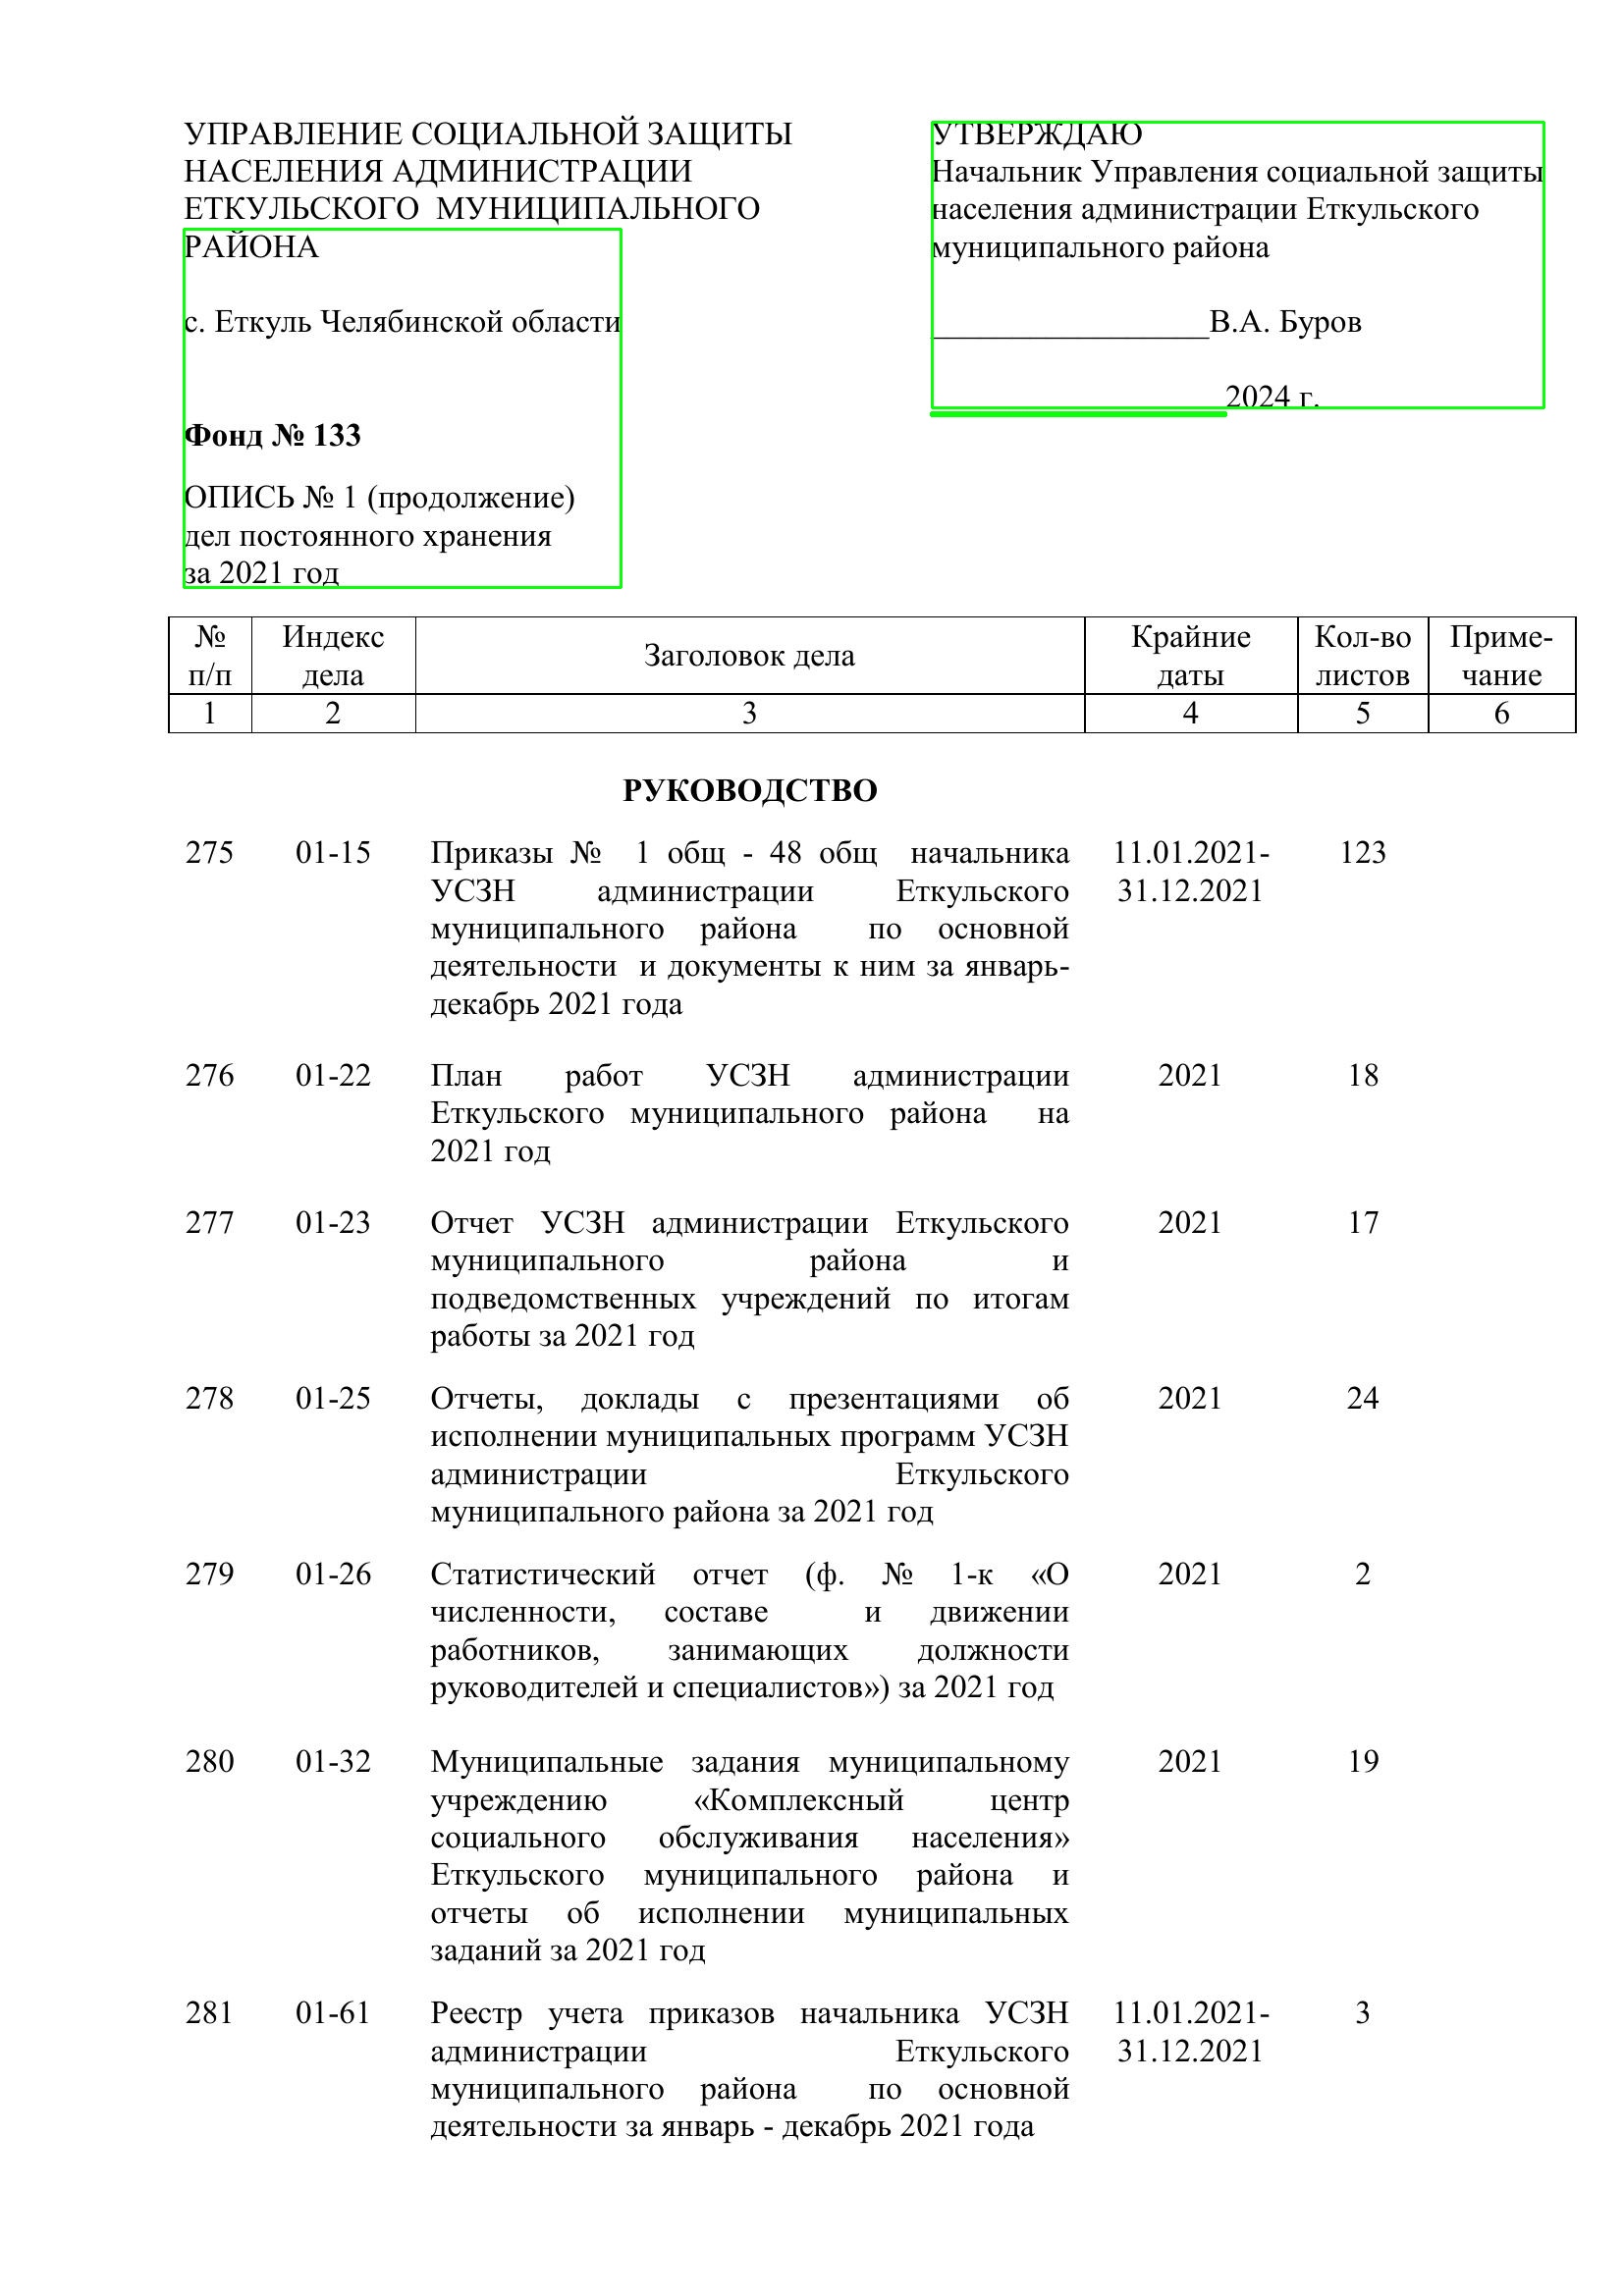 УПРАВЛЕНИЕ СОЦИАЛЬНОЙ ЗАЩИТЫ
НАСЕЛЕНИЯ АДМИНИСТРАЦИИ
ЕТКУЛЬСКОГО МУНИЦИПАЛЬНОГО
РАЙОНА
с. Еткуль Челябинской области
Фонд № 133
ОПИСЬ № 1 (продолжение)
дел постоянного хранения
за 2021 год
УТВЕРЖДАЮ
Начальник Управления социальной защиты
населения администрации Еткульского
муниципального района
_________________В.А. Буров
2024 г.
№ п/п Индекс дела Заголовок дела Крайние даты Кол-во листов Приме-чание
1 2 3 4 5 6
РУКОВОДСТВО
275 01-15 Приказы № 1 общ - 48 общ начальника 11.01.2021- 123
УСЗН администрации Еткульского 31.12.2021
муниципального района по основной
деятельности и документы к ним за январь-
декабрь 2021 года
276 01-22 План работ УСЗН администрации 2021 18
Еткульского муниципального района на
2021 год
277 01-23 Отчет УСЗН администрации Еткульского 2021 17
муниципального района и
подведомственных учреждений по итогам
работы за 2021 год
278 01-25 Отчеты, доклады с презентациями об 2021 24
исполнении муниципальных программ УСЗН
администрации Еткульского
муниципального района за 2021 год
279 01-26 Статистический отчет (ф. № 1-к «О 2021 2
численности, составе и движении
работников, занимающих должности
руководителей и специалистов») за 2021 год
280 01-32 Муниципальные задания муниципальному 2021 19
учреждению «Комплексный центр
социального обслуживания населения»
Еткульского муниципального района и
отчеты об исполнении муниципальных
заданий за 2021 год
281 01-61 Реестр учета приказов начальника УСЗН 11.01.2021- 3
администрации Еткульского 31.12.2021
муниципального района по основной
деятельности за январь - декабрь 2021 года